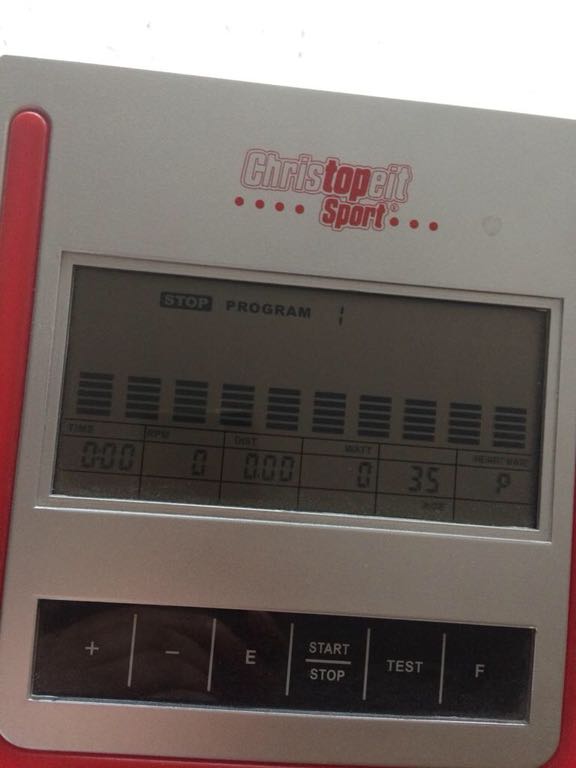 Christopeit
Sport®
STOP PROGRAM 1
TIME RPM DIST WATT HEART RATE
0:00 0 0.00 0 35 P
AGE
+ - E START STOP TEST F